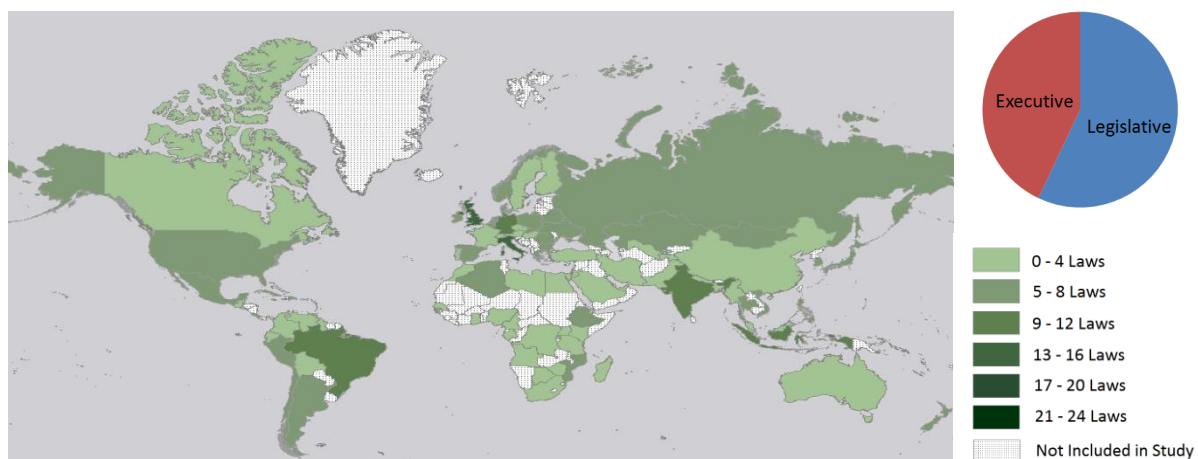 Executive
Legislative
0 - 4 Laws
5 - 8 Laws
9 - 12 Laws
13 - 16 Laws
17 - 20 Laws
21 - 24 Laws
Not Included in Study